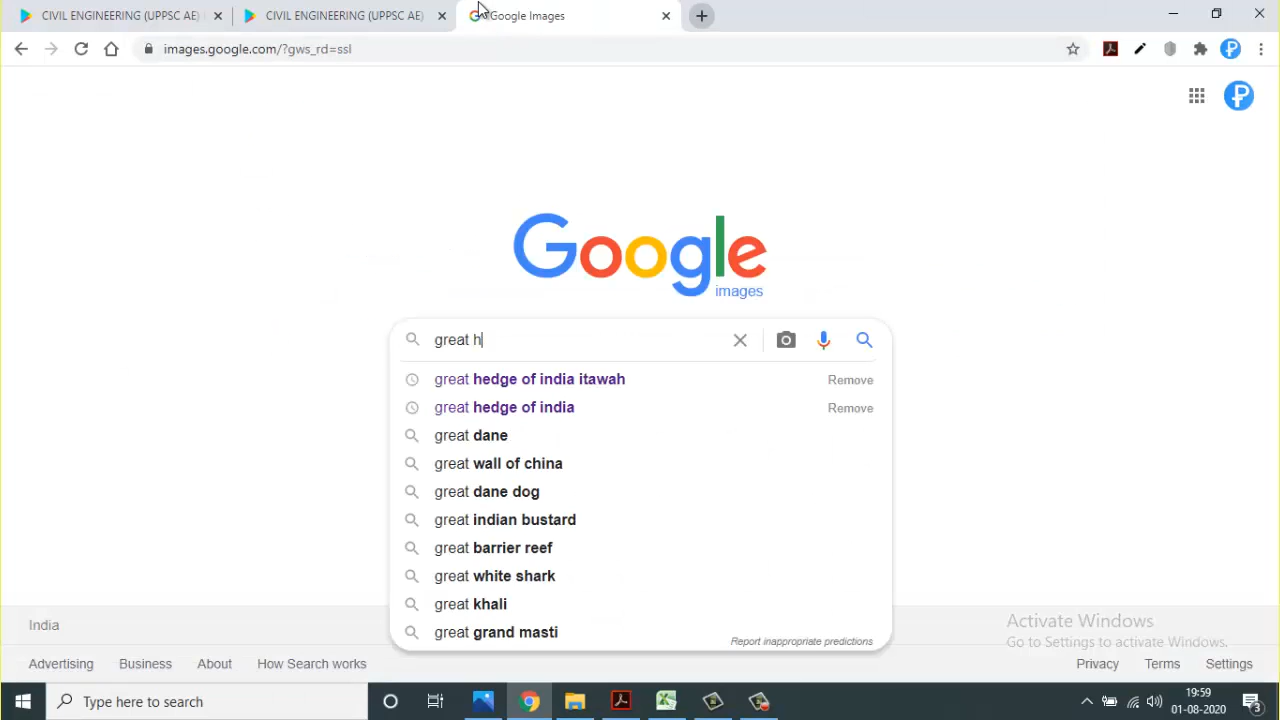 CIVIL ENGINEERING (UPPSC AE)
CIVIL ENGINEERING (UPPSC AE)
Google Images
images.google.com/?gws_rd=ssl
Google
images
great h
great hedge of india itawah Remove
great hedge of india Remove
great dane
great wall of china
great dane dog
great indian bustard
great barrier reef
great white shark
great khali
great grand masti
Report inappropriate predictions
India
Activate Windows
Go to Settings to activate Windows.
Advertising Business About How Search works Privacy Terms Settings
Type here to search
19:59
01-08-2020
3